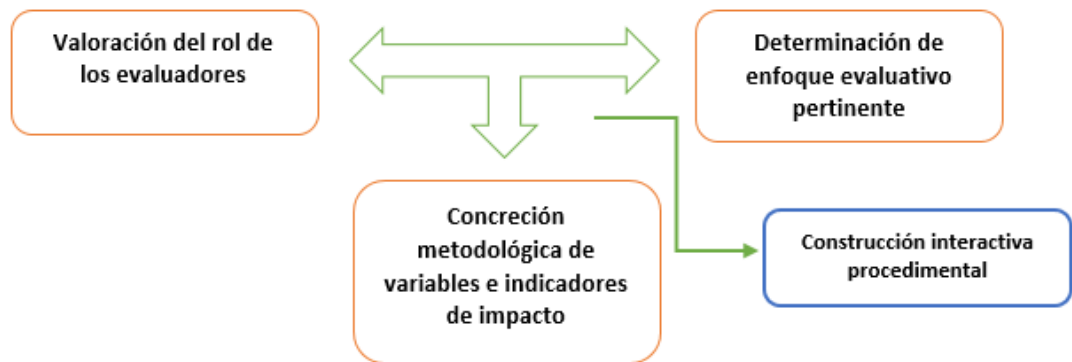 Valoración del rol de
los evaluadores
Determinación de
enfoque evaluativo
pertinente
Concreción
metodológica de
variables e indicadores
de impacto
Construcción interactiva
procedimental